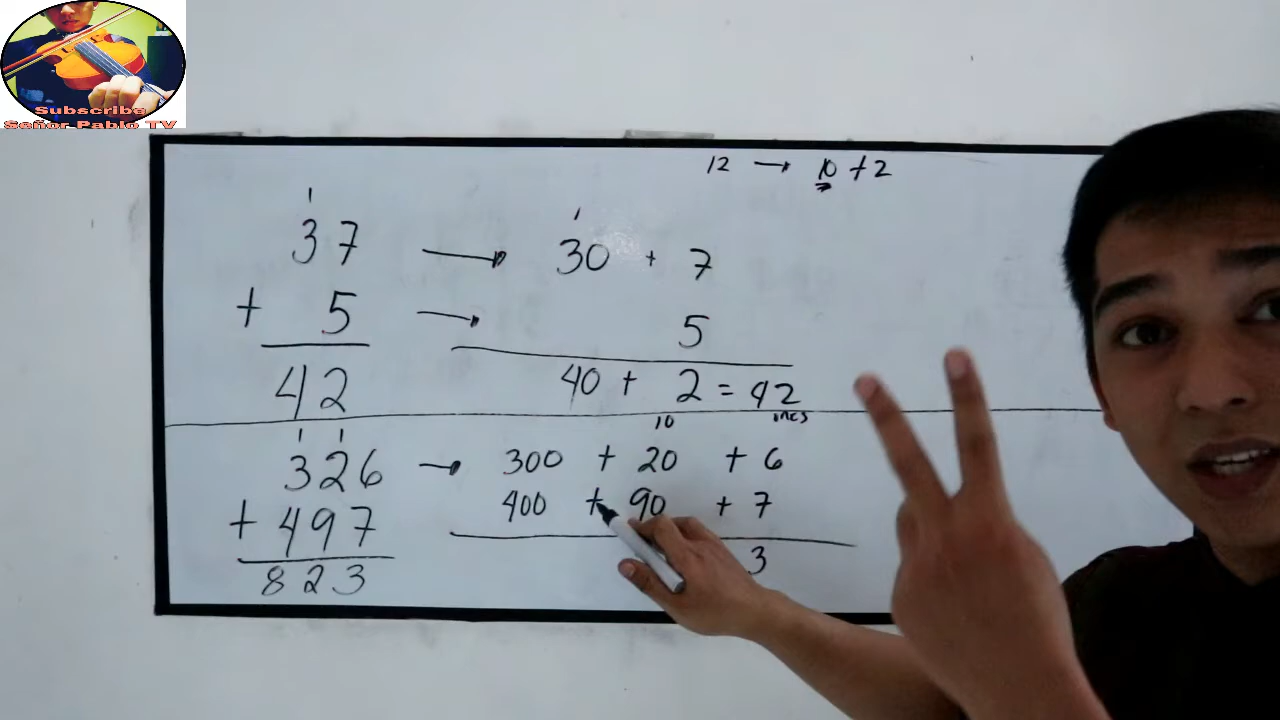 Subscribe
Señor Pablo TV
12 → 10 + 2
1
37 → 30 + 7
1
+ 5 → 5
42
40 + 2 = 42
1 1
10
326 → 300 + 20 + 6
+ 497
400 + 90 + 7
823
3